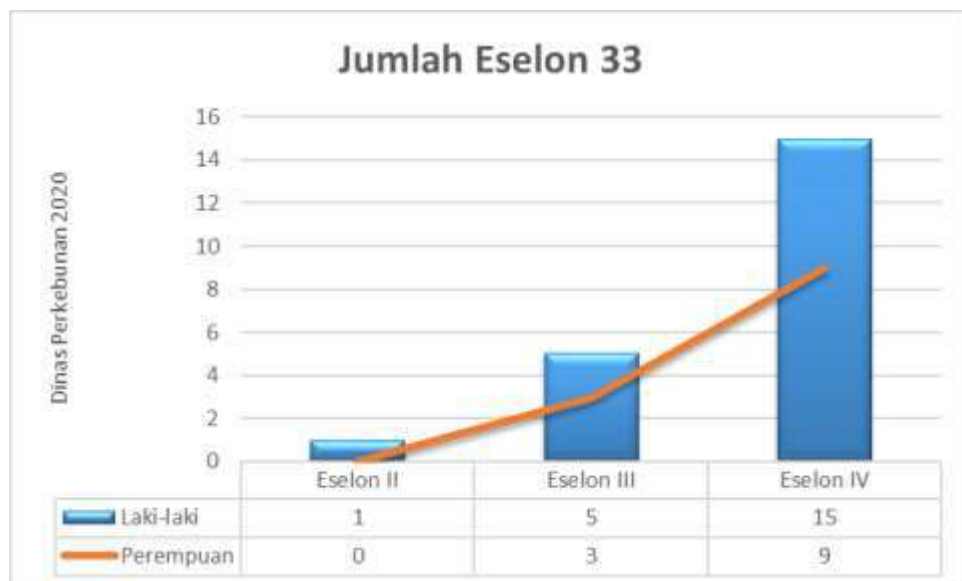 Jumlah Eselon 33
Dinas Perkebunan 2020
16
14
12
10
8
6
4
2
0
Eselon II Eselon III Eselon IV
Laki-laki 1 5 15
Perempuan 0 3 9